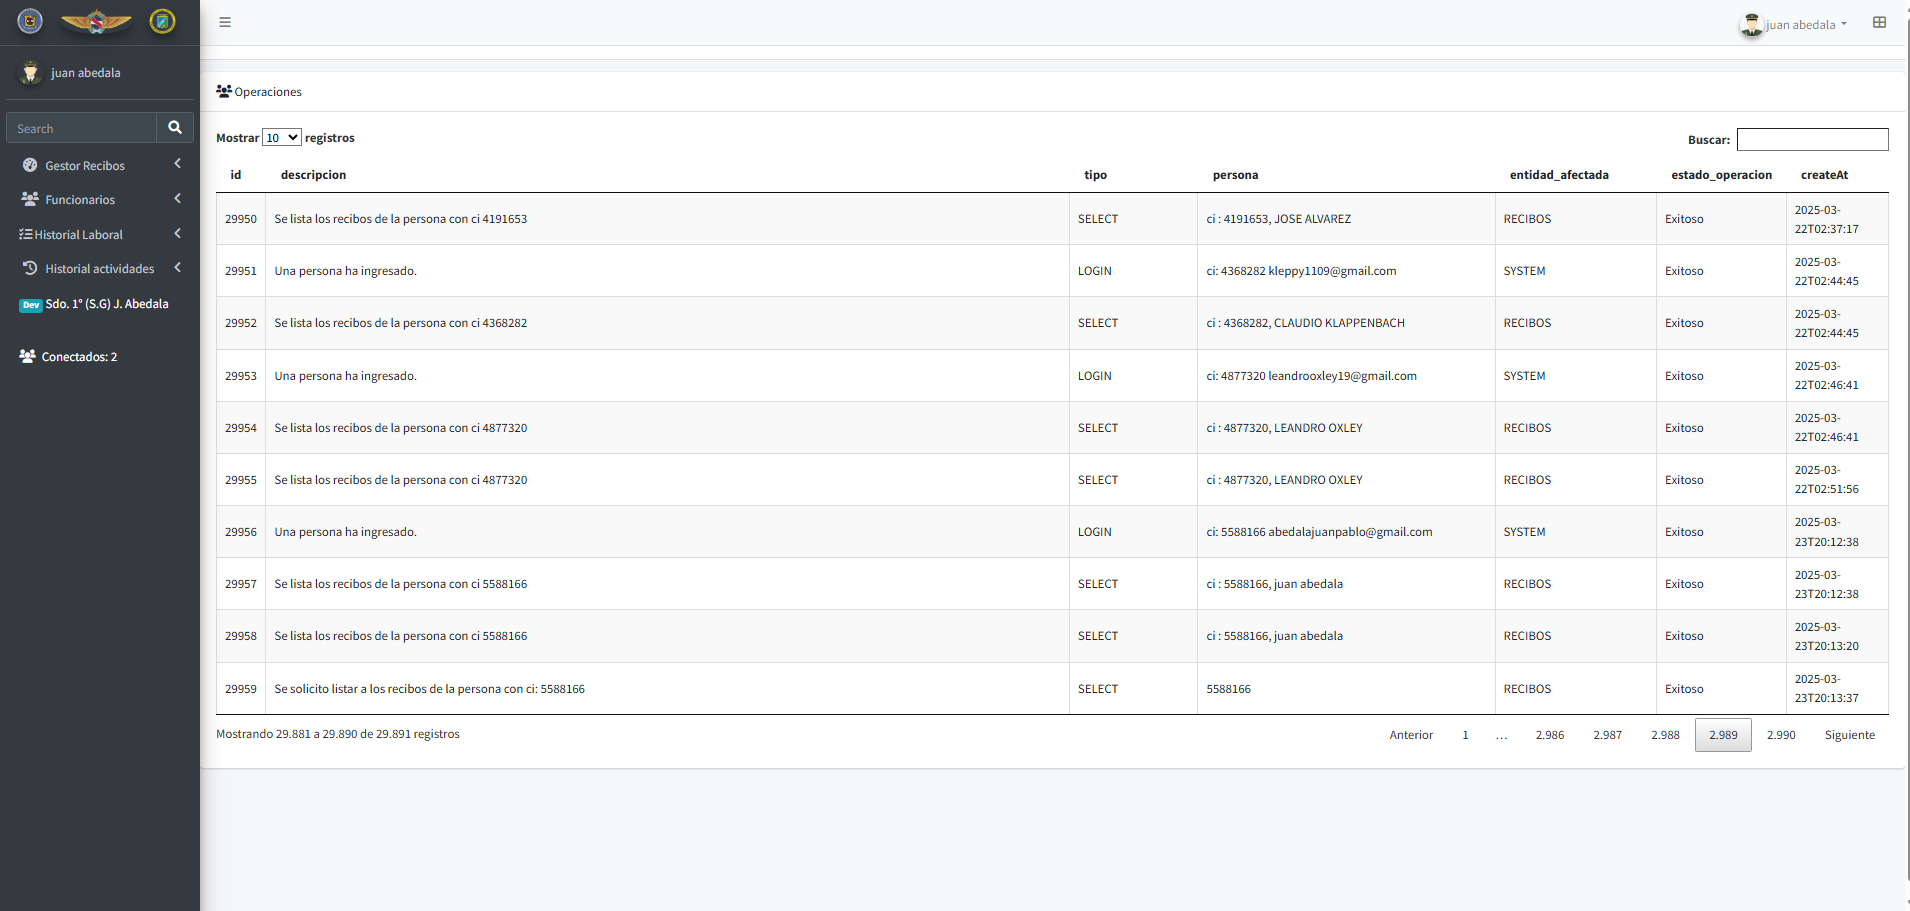 juan abedala
juan abedala
Search
Gestor Recibos
Funcionarios
Historial Laboral
Historial actividades
Dev Sdo. 1° (S.G) J. Abedala
Conectados: 2
Operaciones
Mostrar 10 registros
Buscar:
id descripcion tipo persona entidad_afectada estado_operacion createAt
29950 Se lista los recibos de la persona con ci 4191653 SELECT ci : 4191653, JOSE ALVAREZ RECIBOS Exitoso 2025-03-
22T02:37:17
29951 Una persona ha ingresado. LOGIN ci: 4368282 kleppy1109@gmail.com SYSTEM Exitoso 2025-03-
22T02:44:45
29952 Se lista los recibos de la persona con ci 4368282 SELECT ci : 4368282, CLAUDIO KLAPPENBACH RECIBOS Exitoso 2025-03-
22T02:44:45
29953 Una persona ha ingresado. LOGIN ci: 4877320 leandrooxley19@gmail.com SYSTEM Exitoso 2025-03-
22T02:46:41
29954 Se lista los recibos de la persona con ci 4877320 SELECT ci : 4877320, LEANDRO OXLEY RECIBOS Exitoso 2025-03-
22T02:46:41
29955 Se lista los recibos de la persona con ci 4877320 SELECT ci : 4877320, LEANDRO OXLEY RECIBOS Exitoso 2025-03-
22T02:51:56
29956 Una persona ha ingresado. LOGIN ci: 5588166 abedalajuanpablo@gmail.com SYSTEM Exitoso 2025-03-
23T20:12:38
29957 Se lista los recibos de la persona con ci 5588166 SELECT ci : 5588166, juan abedala RECIBOS Exitoso 2025-03-
23T20:12:38
29958 Se lista los recibos de la persona con ci 5588166 SELECT ci : 5588166, juan abedala RECIBOS Exitoso 2025-03-
23T20:13:20
29959 Se solicito listar a los recibos de la persona con ci: 5588166 SELECT 5588166 RECIBOS Exitoso 2025-03-
23T20:13:37
Mostrando 29.881 a 29.890 de 29.891 registros
Anterior 1 … 2.986 2.987 2.988 2.989 2.990 Siguiente